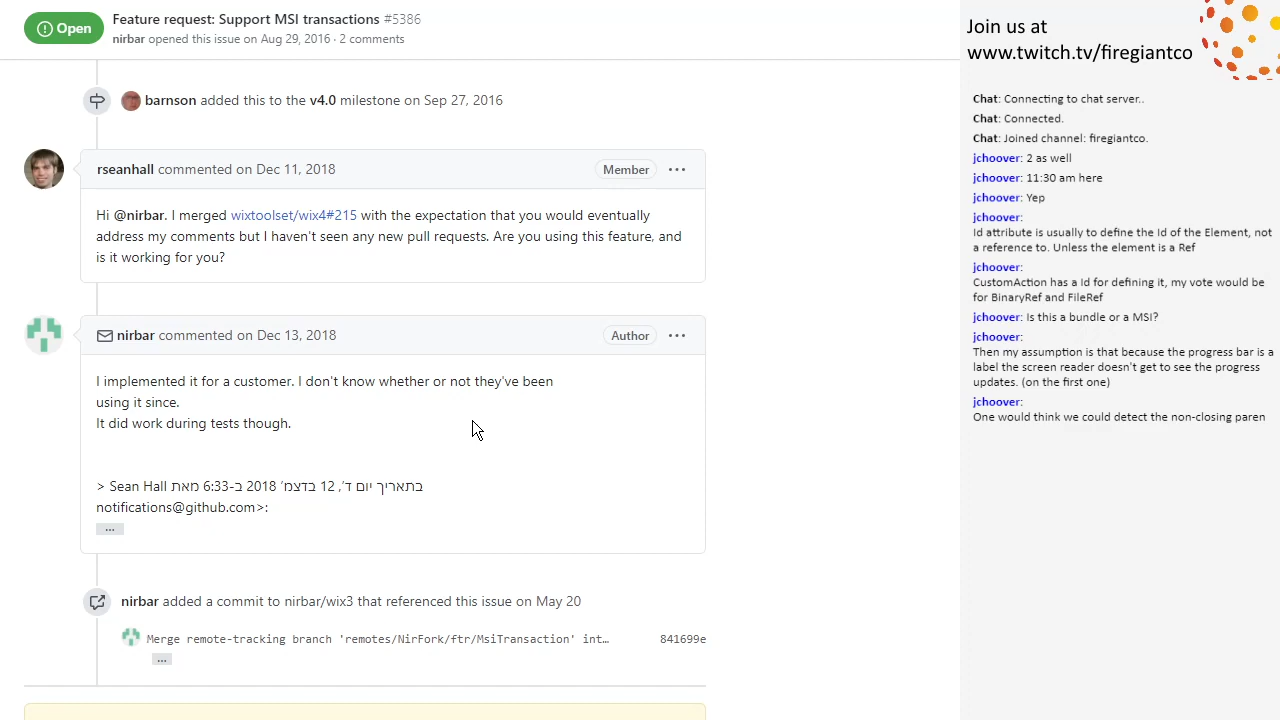 Open
Feature request: Support MSI transactions #5386
nirbar opened this issue on Aug 29, 2016 · 2 comments
barnson added this to the v4.0 milestone on Sep 27, 2016
rseanhall commented on Dec 11, 2018
Member
Hi @nirbar. I merged wixtoolset/wix4#215 with the expectation that you would eventually
address my comments but I haven't seen any new pull requests. Are you using this feature, and
is it working for you?
nirbar commented on Dec 13, 2018
Author
I implemented it for a customer. I don't know whether or not they've been
using it since.
It did work during tests though.
> Sean Hall בתאריך יום ד׳, 12 בדצמ׳ 2018 ב-6:33 מאת
notifications@github.com>:
...
nirbar added a commit to nirbar/wix3 that referenced this issue on May 20
Merge remote-tracking branch 'remotes/NirFork/ftr/MsiTransaction' int… 841699e
...
Join us at
www.twitch.tv/firegiantco
Chat: Connecting to chat server..
Chat: Connected.
Chat: Joined channel: firegiantco.
jchoover: 2 as well
jchoover: 11:30 am here
jchoover: Yep
jchoover:
Id attribute is usually to define the Id of the Element, not
a reference to. Unless the element is a Ref
jchoover:
CustomAction has a Id for defining it, my vote would be
for BinaryRef and FileRef
jchoover: Is this a bundle or a MSI?
jchoover:
Then my assumption is that because the progress bar is a
label the screen reader doesn't get to see the progress
updates. (on the first one)
jchoover:
One would think we could detect the non-closing paren